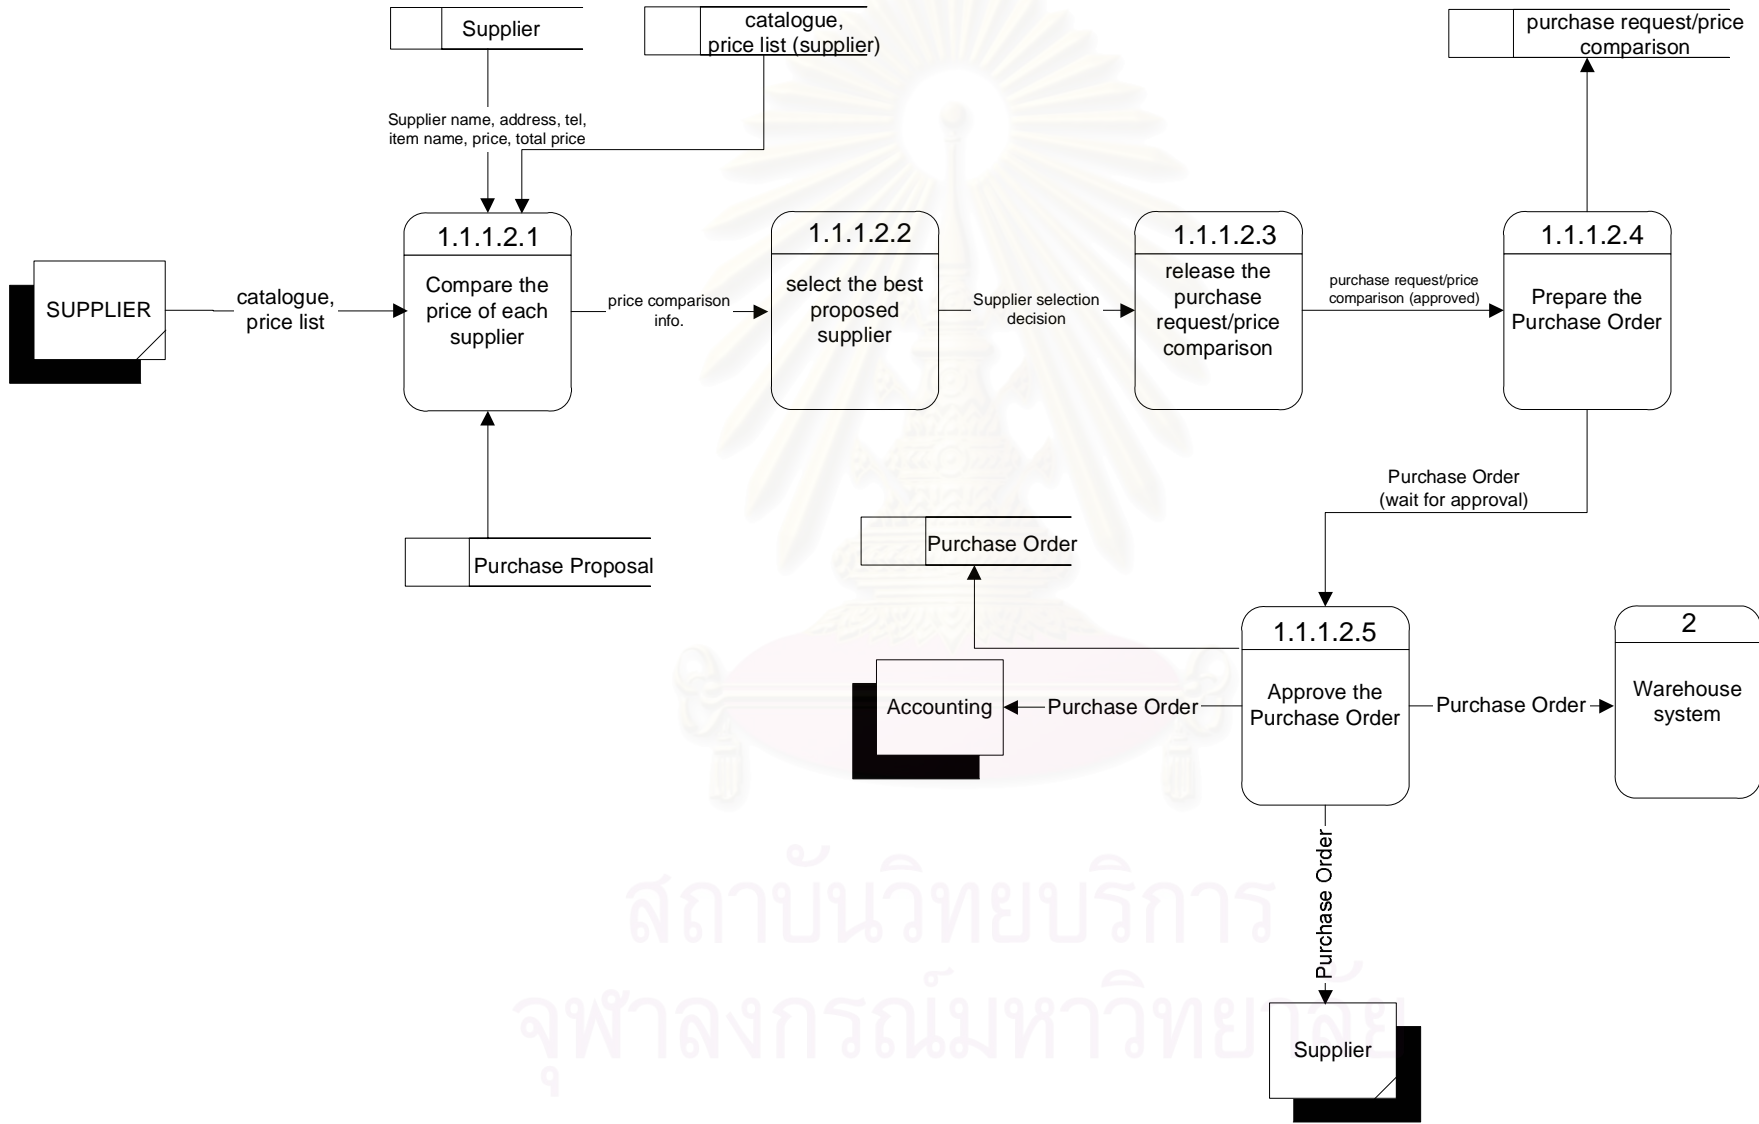 Supplier
catalogue,
price list (supplier)
purchase request/price
comparison
Supplier name, address, tel,
item name, price, total price
1.1.1.2.1
Compare the
price of each
supplier
1.1.1.2.2
select the best
proposed
supplier
1.1.1.2.3
release the
purchase
request/price
comparison
1.1.1.2.4
Prepare the
Purchase Order
SUPPLIER
catalogue,
price list
price comparison
info.
Supplier selection
decision
purchase request/price
comparison (approved)
Purchase Order
(wait for approval)
Purchase Proposal
Purchase Order
1.1.1.2.5
Approve the
Purchase Order
2
Warehouse
system
Accounting
Purchase Order
Purchase Order
Purchase Order
Supplier
สถาบันวิทยบริการ
จุฬาลงกรณ์มหาวิทยาลัย